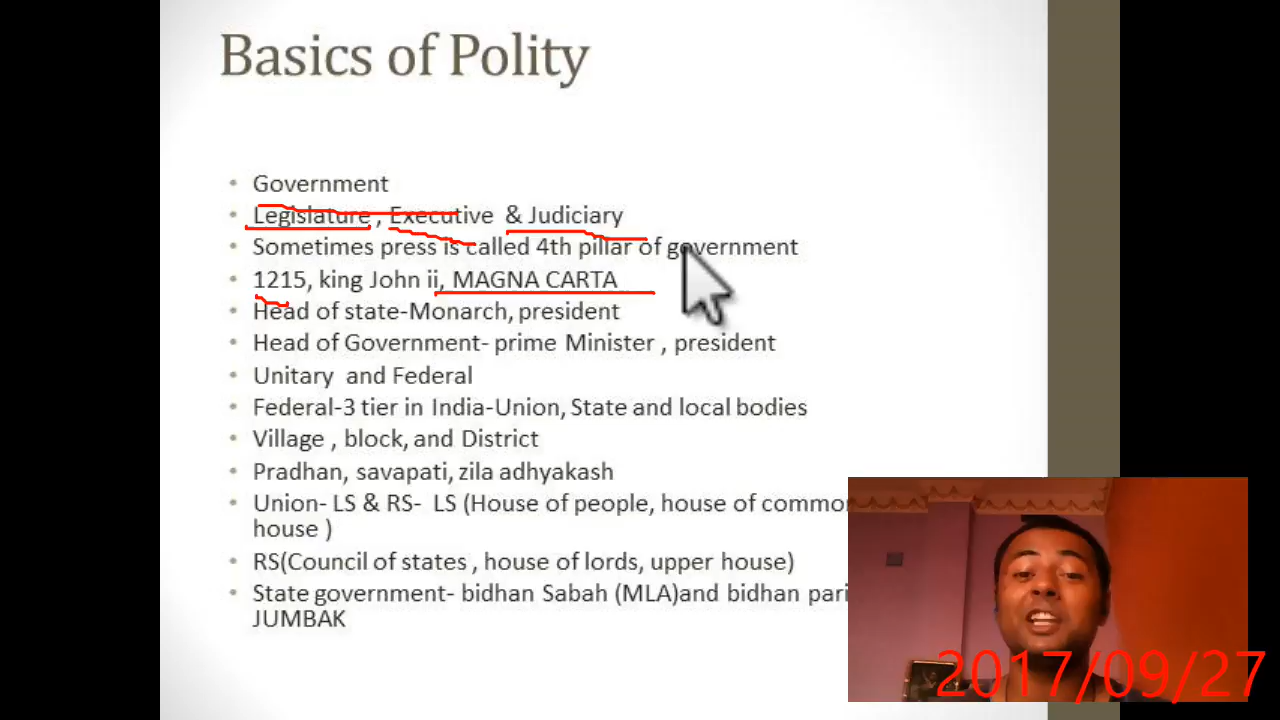 Basics of Polity
• Government
• Legislature , Executive & Judiciary
• Sometimes press is called 4th pillar of government
• 1215, king John ii, MAGNA CARTA
• Head of state-Monarch, president
• Head of Government- prime Minister , president
• Unitary and Federal
• Federal-3 tier in India-Union, State and local bodies
• Village , block, and District
• Pradhan, savapati, zila adhyakash
• Union- LS & RS- LS (House of people, house of common
house )
• RS(Council of states , house of lords, upper house)
• State government- bidhan Sabah (MLA)and bidhan pari
JUMBAK
2017/09/27